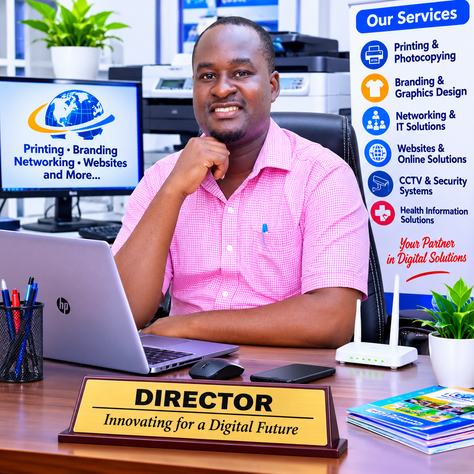 Our Services
Printing &
Photocopying
Branding &
Graphics Design
Networking &
IT Solutions
Websites &
Online Solutions
CCTV & Security
Systems
Health Information
Solutions
Your Partner
in Digital Solutions
Printing • Branding
Networking • Websites
and More...
hp
DIRECTOR
Innovating for a Digital Future